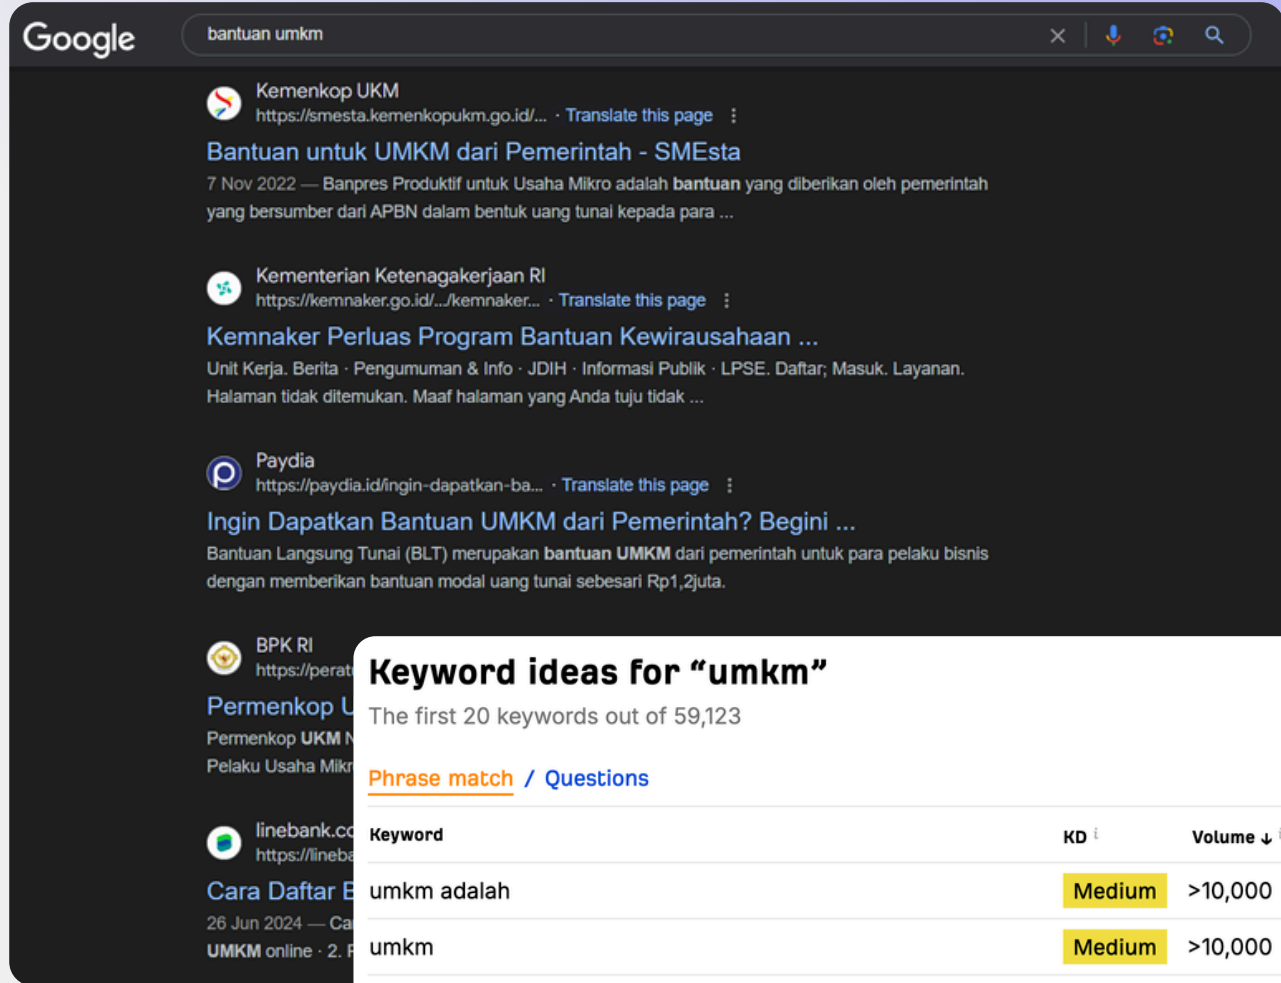 Google
bantuan umkm
Kemenkop UKM
https://smesta.kemenkopukm.go.id/... · Translate this page
Bantuan untuk UMKM dari Pemerintah - SMEsta
7 Nov 2022 — Banpres Produktif untuk Usaha Mikro adalah bantuan yang diberikan oleh pemerintah
yang bersumber dari APBN dalam bentuk uang tunai kepada para ...
Kementerian Ketenagakerjaan RI
https://kemnaker.go.id/.../kemnaker... · Translate this page
Kemnaker Perluas Program Bantuan Kewirausahaan ...
Unit Kerja. Berita · Pengumuman & Info · JDIH · Informasi Publik · LPSE. Daftar; Masuk. Layanan.
Halaman tidak ditemukan. Maaf halaman yang Anda tuju tidak ...
Paydia
https://paydia.id/ingin-dapatkan-ba... · Translate this page
Ingin Dapatkan Bantuan UMKM dari Pemerintah? Begini ...
Bantuan Langsung Tunai (BLT) merupakan bantuan UMKM dari pemerintah untuk para pelaku bisnis
dengan memberikan bantuan modal uang tunai sebesari Rp1,2juta.
BPK RI
https://perat
Permenkop U
Permenkop UKM N
Pelaku Usaha Mikr
linebank.co
https://lineba
Cara Daftar B
26 Jun 2024 — Ca
UMKM online · 2. F
Keyword ideas for “umkm”
The first 20 keywords out of 59,123
Phrase match / Questions
Keyword KD i Volume ↓ i
umkm adalah Medium >10,000
umkm Medium >10,000